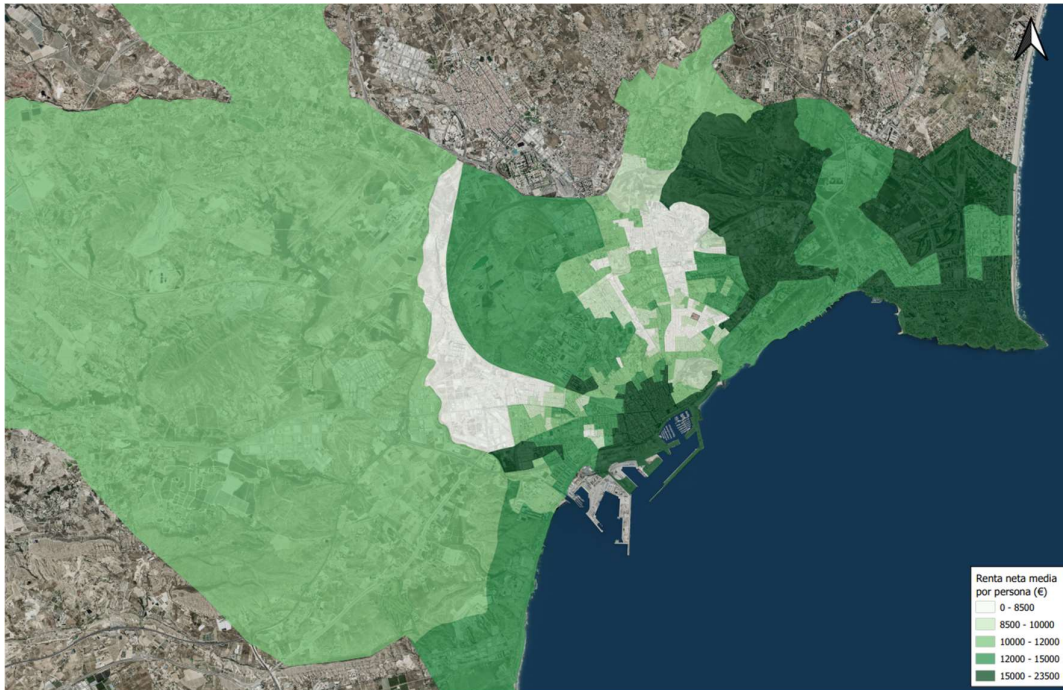 Renta neta media
por persona (€)
0 - 8500
8500 - 10000
10000 - 12000
12000 - 15000
15000 - 23500